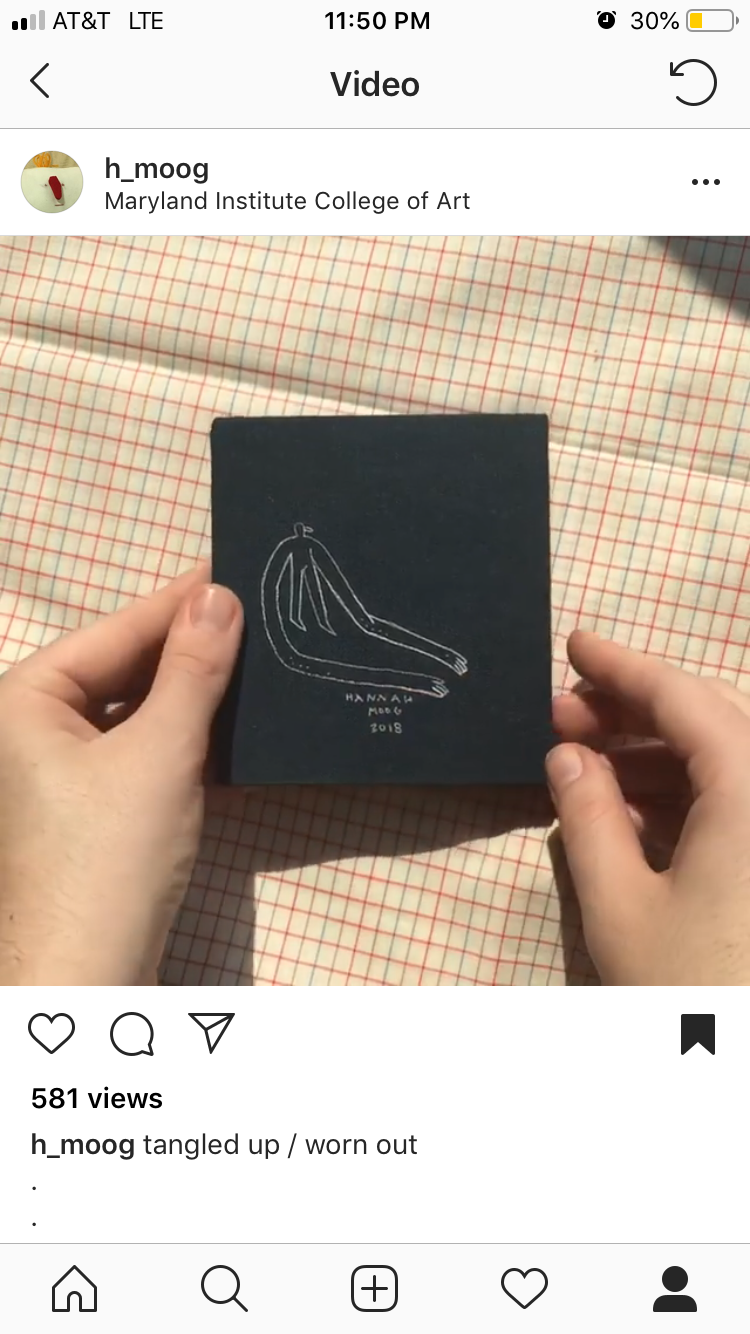 AT&T LTE 11:50 PM 30%
Video
h_moog
Maryland Institute College of Art
HANNAH
MOOG
2018
581 views
h_moog tangled up / worn out
.
.